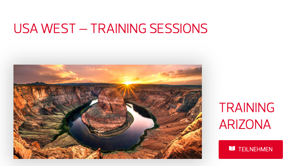 USA WEST – TRAINING SESSIONS
TRAINING
ARIZONA
TEILNEHMEN